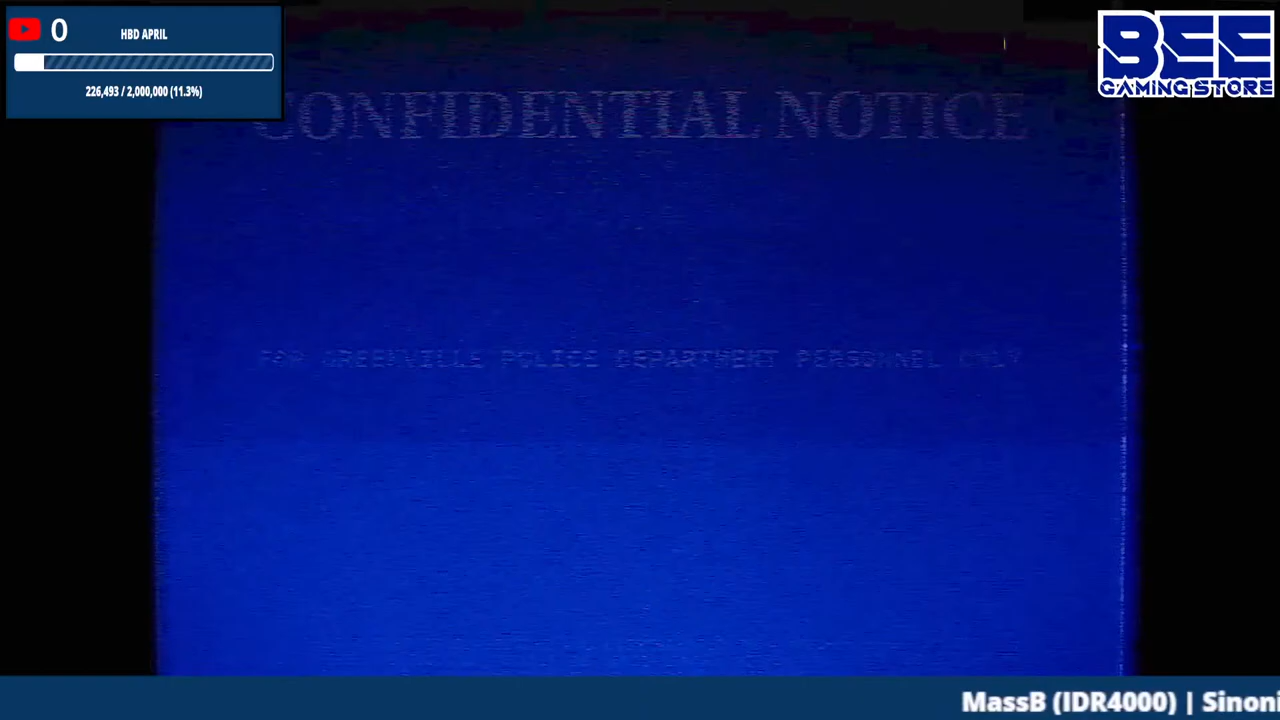 0
HBD APRIL
226,493 / 2,000,000 (11.3%)
BEE
GAMING STORE
CONFIDENTIAL NOTICE
FOR GREENVILLE POLICE DEPARTMENT PERSONNEL ONLY
MassB (IDR4000) | Sinoni